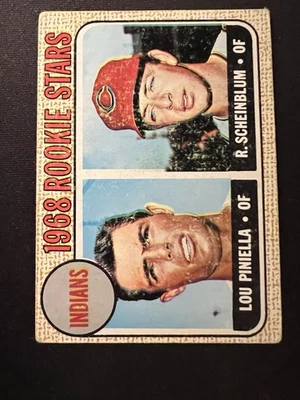 1968 ROOKIE STARS
INDIANS
LOU PINIELLA • OF
R. SCHEINBLUM • OF
C